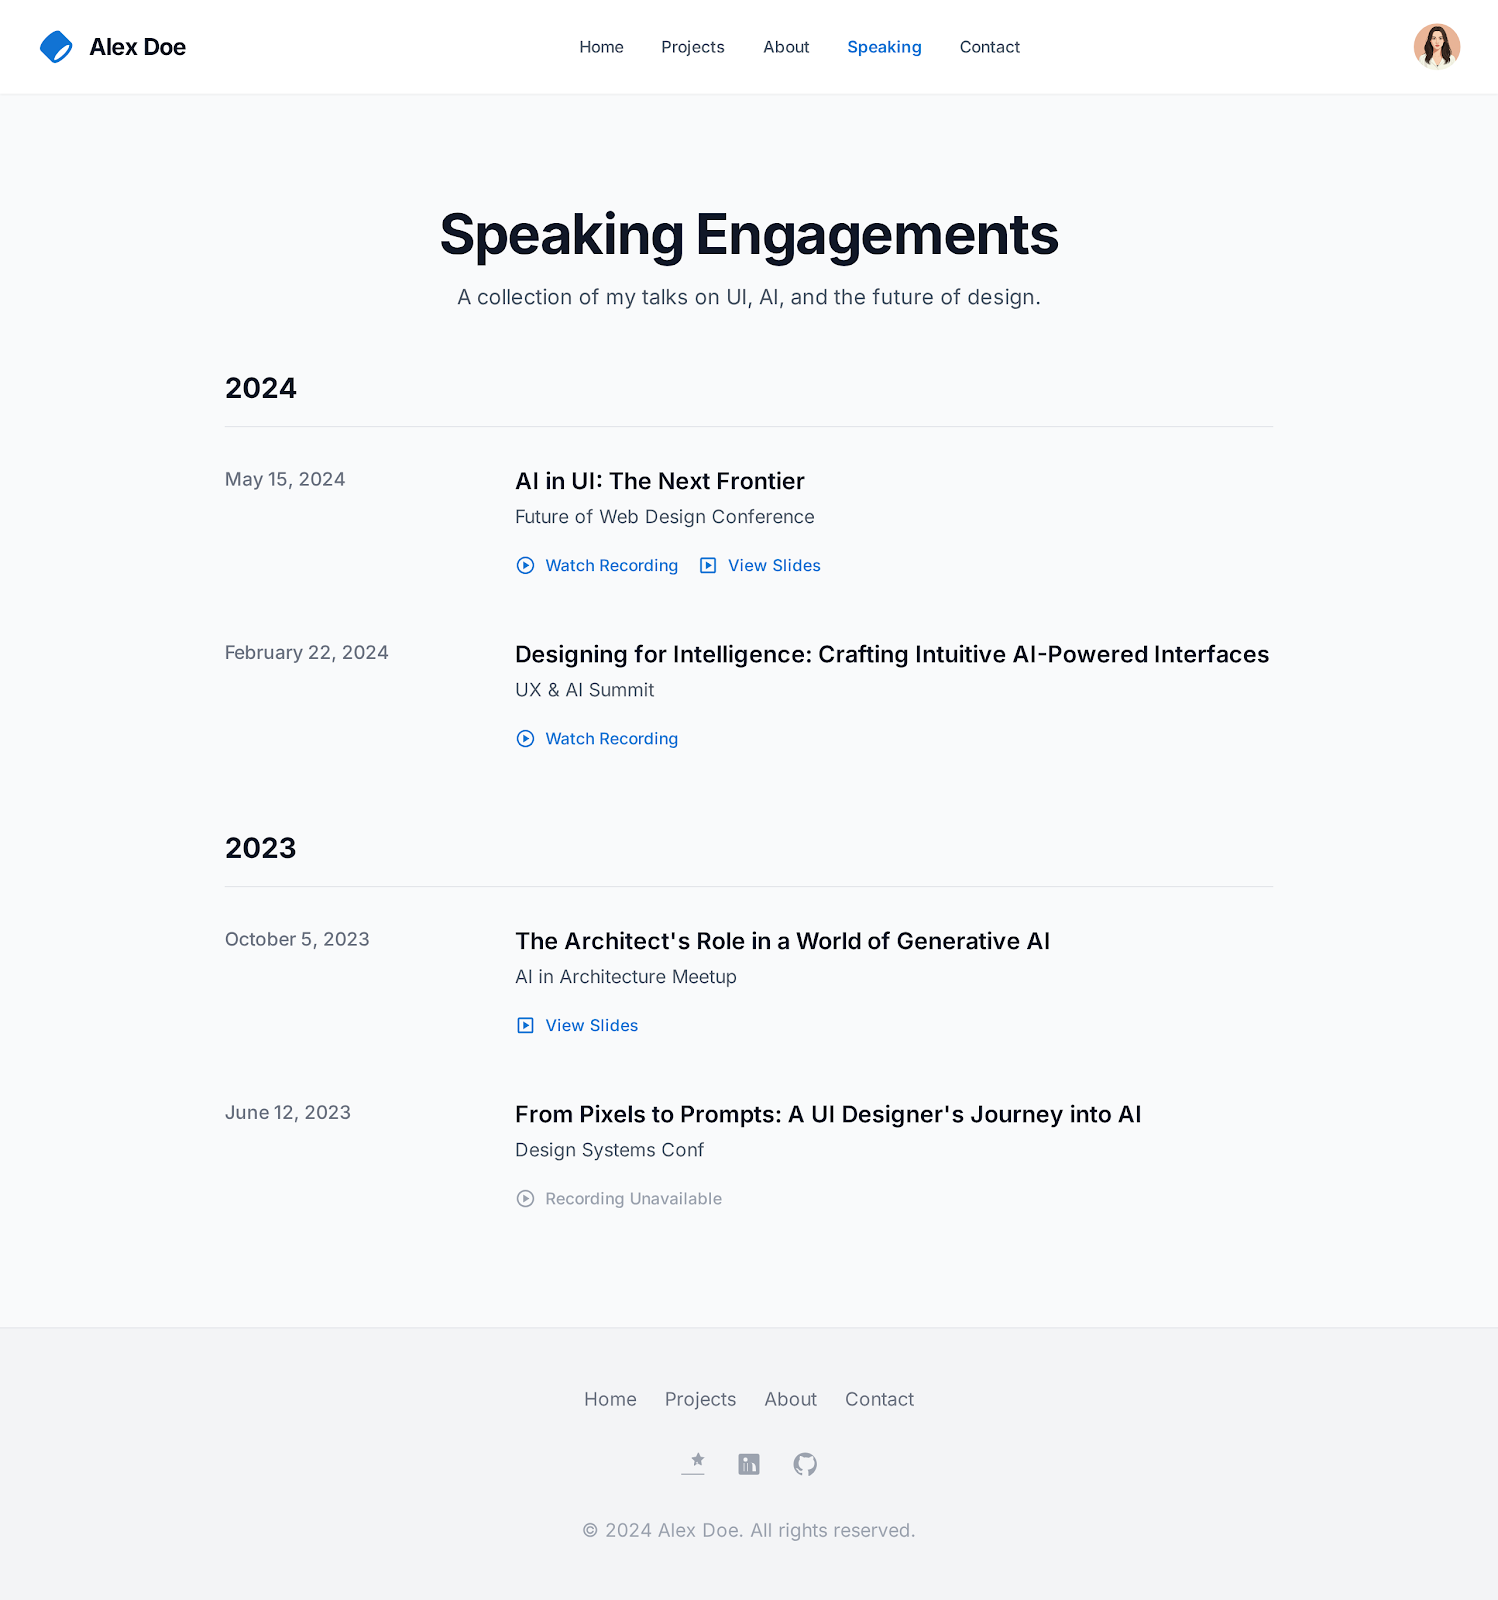 Alex Doe
Home Projects About Speaking Contact
Speaking Engagements
A collection of my talks on UI, AI, and the future of design.
2024
May 15, 2024
AI in UI: The Next Frontier
Future of Web Design Conference
Watch Recording View Slides
February 22, 2024
Designing for Intelligence: Crafting Intuitive AI-Powered Interfaces
UX & AI Summit
Watch Recording
2023
October 5, 2023
The Architect's Role in a World of Generative AI
AI in Architecture Meetup
View Slides
June 12, 2023
From Pixels to Prompts: A UI Designer's Journey into AI
Design Systems Conf
Recording Unavailable
Home Projects About Contact
© 2024 Alex Doe. All rights reserved.